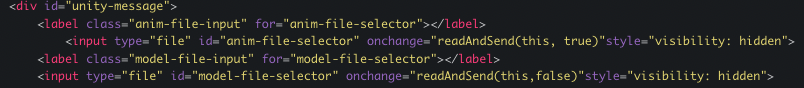 <div id="unity-message">
<label class="anim-file-input" for="anim-file-selector"></label>
<input type="file" id="anim-file-selector" onchange="readAndSend(this, true)"style="visibility: hidden">
<label class="model-file-input" for="model-file-selector"></label>
<input type="file" id="model-file-selector" onchange="readAndSend(this,false)"style="visibility: hidden">